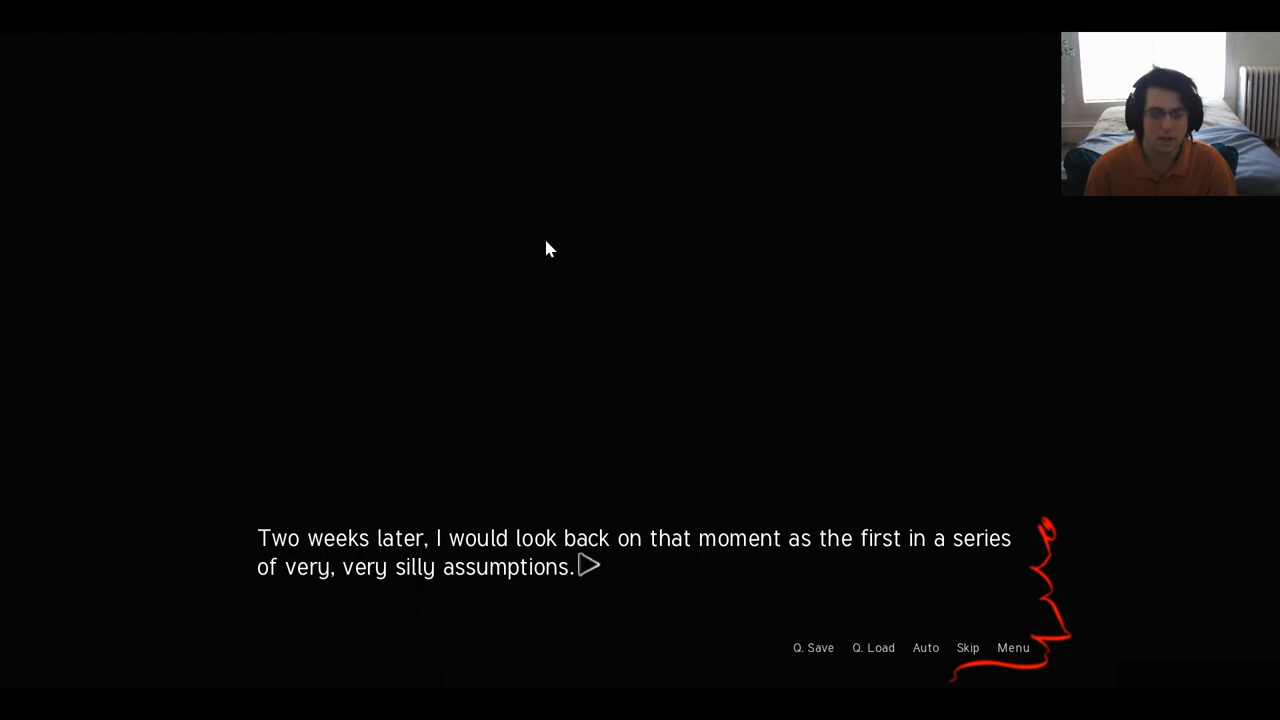 Two weeks later, I would look back on that moment as the first in a series
of very, very silly assumptions.
Q. Save Q. Load Auto Skip Menu